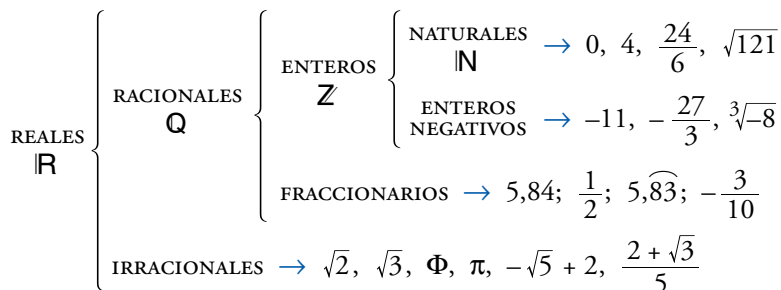 REALES
ℝ
RACIONALES
ℚ
ENTEROS
ℤ
NATURALES
ℕ
→ 0, 4, 24/6, √121
ENTEROS
NEGATIVOS
→ –11, – 27/3, ∛–8
FRACCIONARIOS → 5,84; 1/2; 5,8͡3; – 3/10
IRRACIONALES → √2, √3, Φ, π, –√5 + 2, (2 + √3)/5